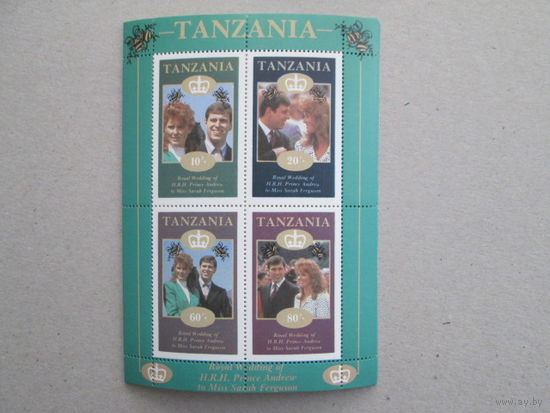 TANZANIA
TANZANIA
10/-
Royal Wedding of
H.R.H. Prince Andrew
to Miss Sarah Ferguson
TANZANIA
20/-
Royal Wedding of
H.R.H. Prince Andrew
to Miss Sarah Ferguson
TANZANIA
60/-
Royal Wedding of
H.R.H. Prince Andrew
to Miss Sarah Ferguson
TANZANIA
80/-
Royal Wedding of
H.R.H. Prince Andrew
to Miss Sarah Ferguson
Royal Wedding of
H.R.H. Prince Andrew
to Miss Sarah Ferguson
www.ay.by